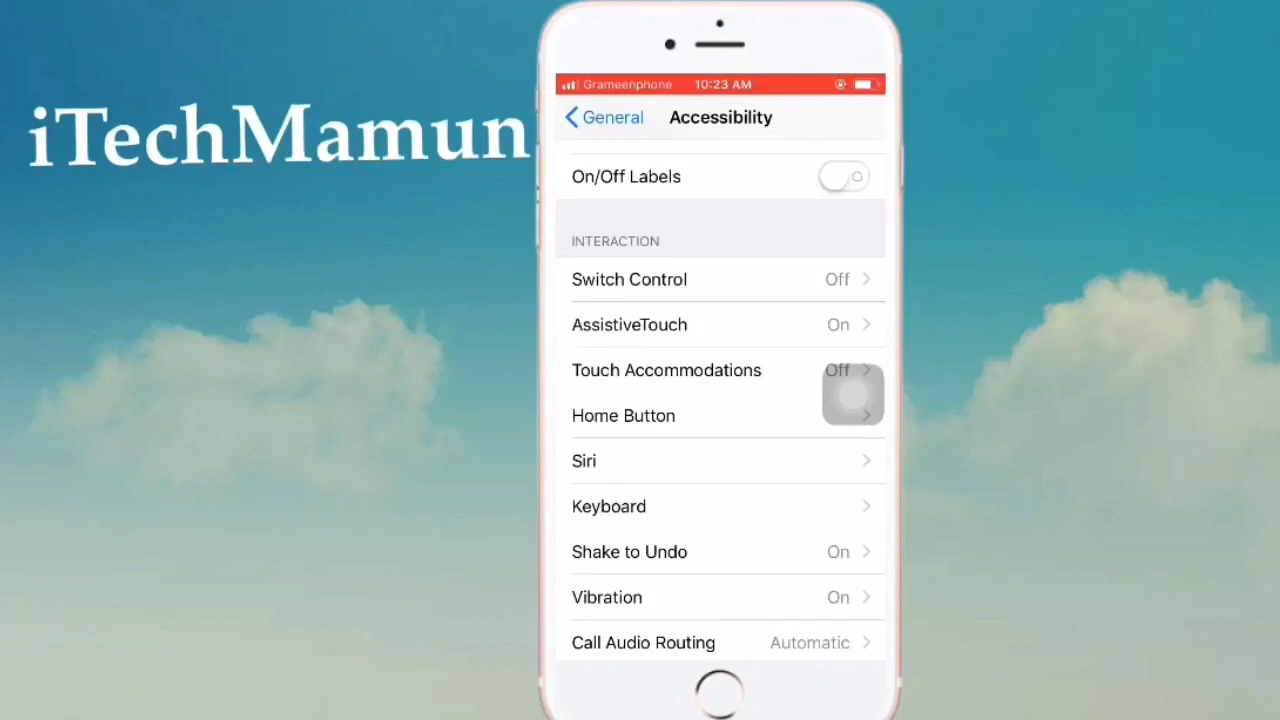 iTechMamun
Grameenphone 10:23 AM
General Accessibility
On/Off Labels
INTERACTION
Switch Control Off
AssistiveTouch On
Touch Accommodations Off
Home Button
Siri
Keyboard
Shake to Undo On
Vibration On
Call Audio Routing Automatic